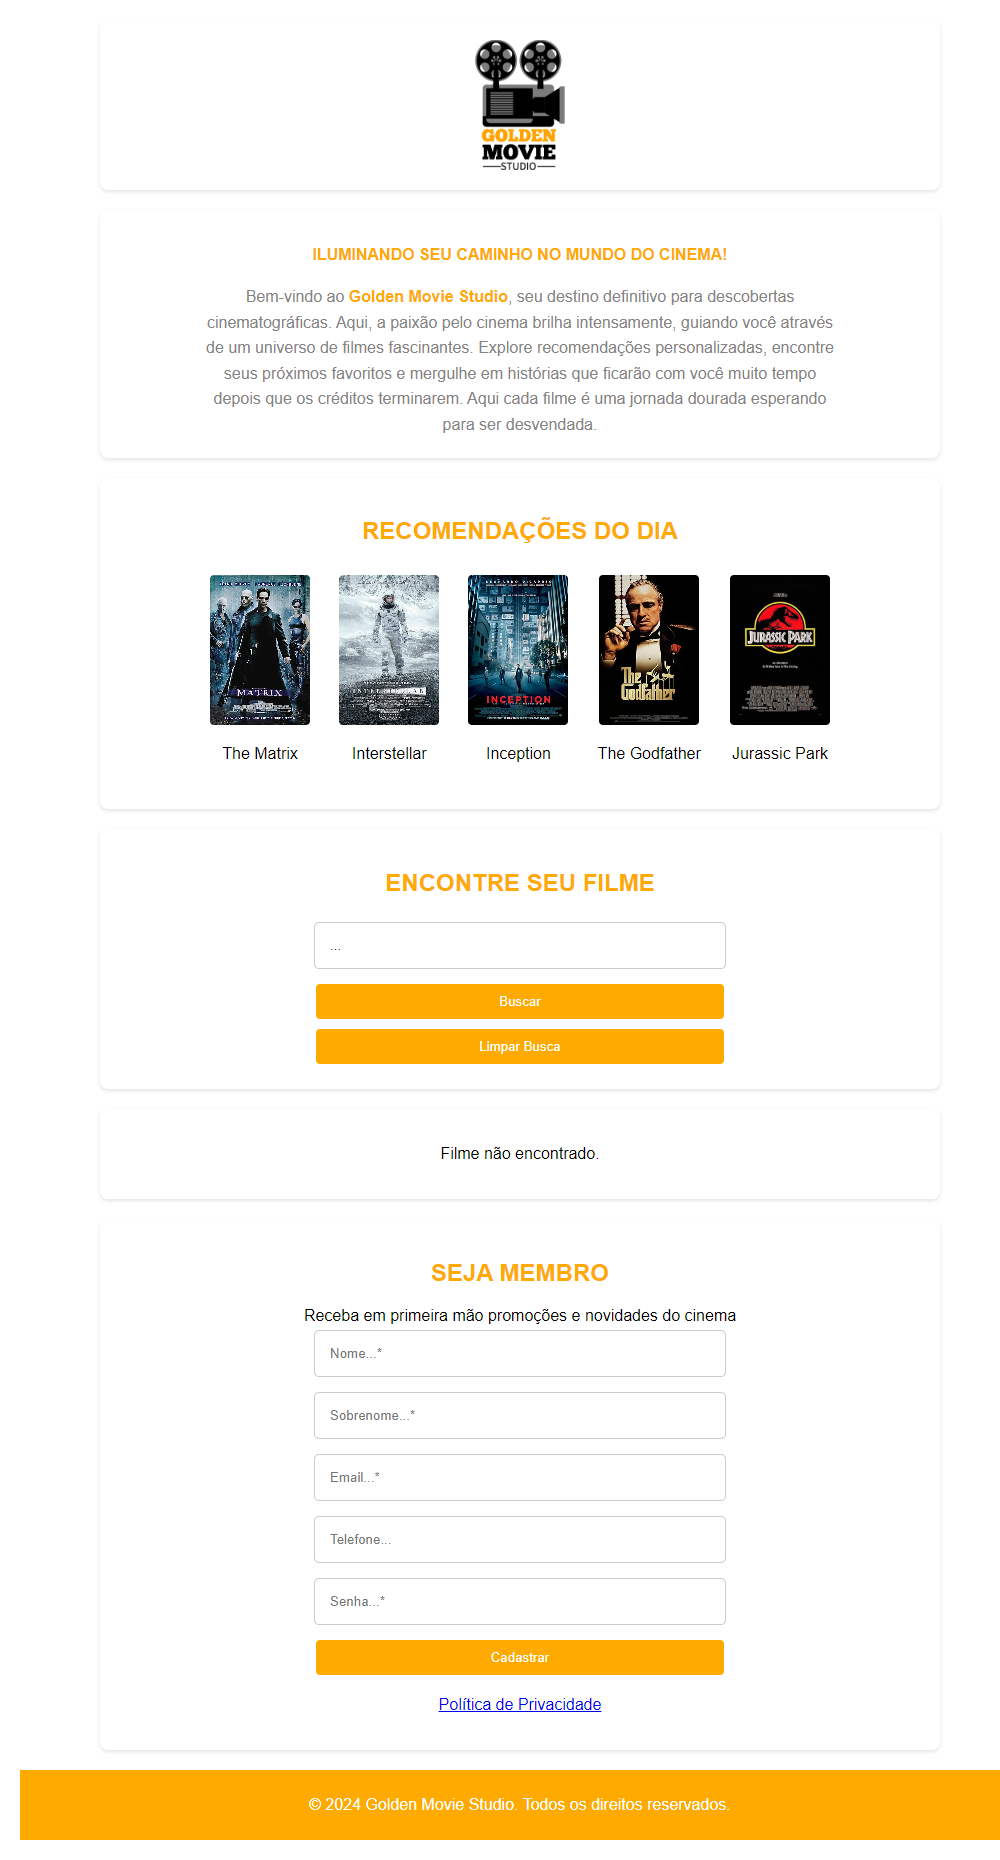 GOLDEN
MOVIE
STUDIO
ILUMINANDO SEU CAMINHO NO MUNDO DO CINEMA!
Bem-vindo ao Golden Movie Studio, seu destino definitivo para descobertas
cinematográficas. Aqui, a paixão pelo cinema brilha intensamente, guiando você através
de um universo de filmes fascinantes. Explore recomendações personalizadas, encontre
seus próximos favoritos e mergulhe em histórias que ficarão com você muito tempo
depois que os créditos terminarem. Aqui cada filme é uma jornada dourada esperando
para ser desvendada.
RECOMENDAÇÕES DO DIA
MATRIX
INTERSTELLAR
INCEPTION
The
Godfather
JURASSIC PARK
The Matrix
Interstellar
Inception
The Godfather
Jurassic Park
ENCONTRE SEU FILME
...
Buscar
Limpar Busca
Filme não encontrado.
SEJA MEMBRO
Receba em primeira mão promoções e novidades do cinema
Nome...*
Sobrenome...*
Email...*
Telefone...
Senha...*
Cadastrar
Política de Privacidade
© 2024 Golden Movie Studio. Todos os direitos reservados.